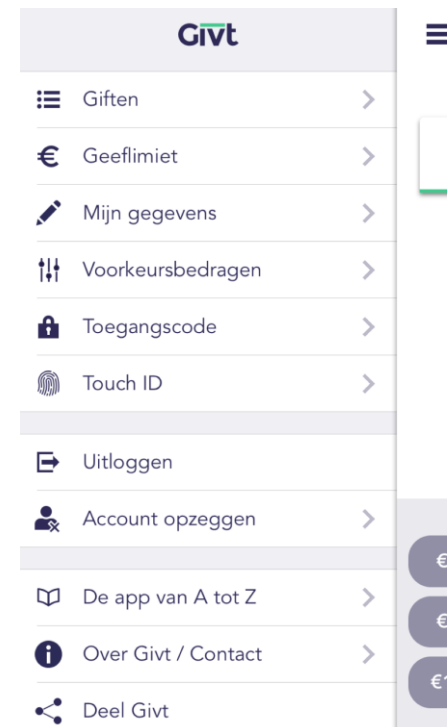 Givt
Giften
Geeflimiet
Mijn gegevens
Voorkeursbedragen
Toegangscode
Touch ID
Uitloggen
Account opzeggen
De app van A tot Z
Over Givt / Contact
Deel Givt
€
€
€1